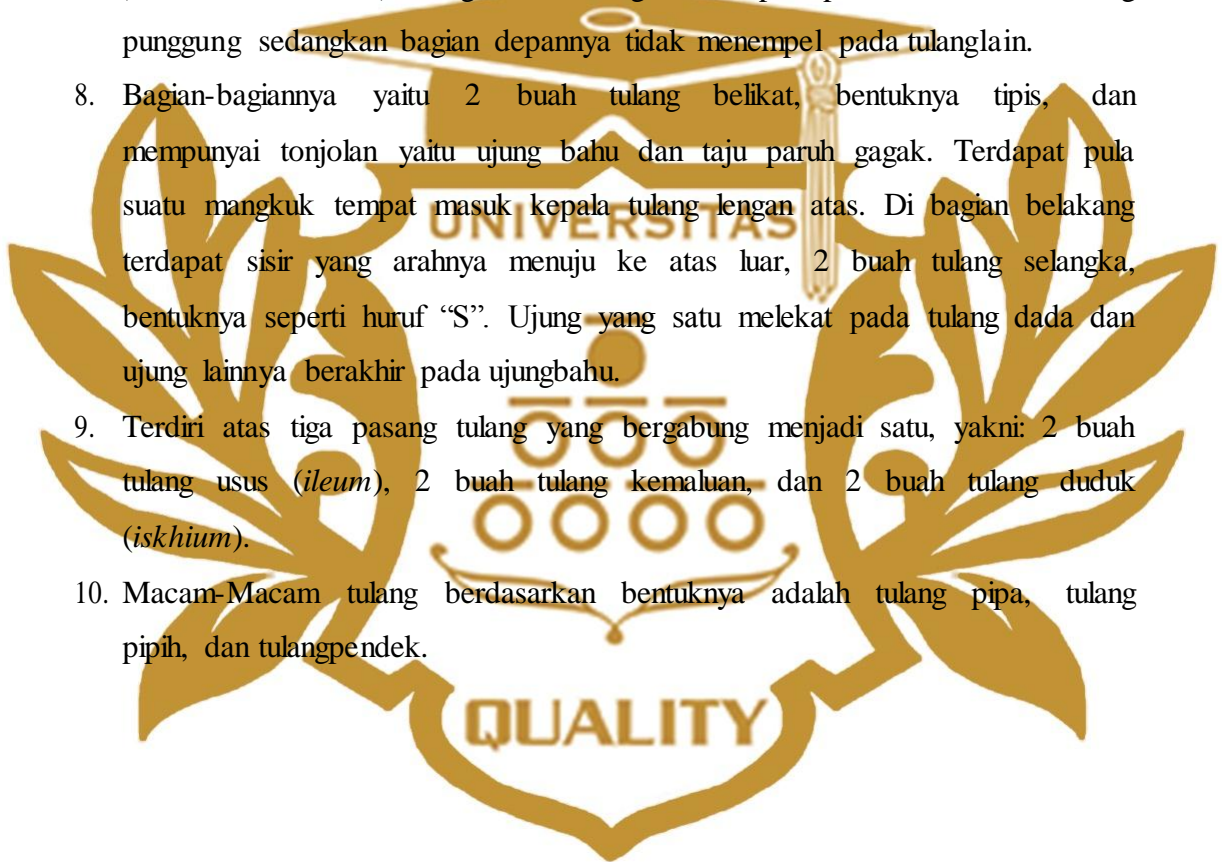 punggung sedangkan bagian depannya tidak menempel pada tulanglain.
8. Bagian-bagiannya yaitu 2 buah tulang belikat, bentuknya tipis, dan
mempunyai tonjolan yaitu ujung bahu dan taju paruh gagak. Terdapat pula
suatu mangkuk tempat masuk kepala tulang lengan atas. Di bagian belakang
UNIVERSITAS
terdapat sisir yang arahnya menuju ke atas luar, 2 buah tulang selangka,
bentuknya seperti huruf “S”. Ujung yang satu melekat pada tulang dada dan
ujung lainnya berakhir pada ujungbahu.
9. Terdiri atas tiga pasang tulang yang bergabung menjadi satu, yakni: 2 buah
tulang usus (ileum), 2 buah tulang kemaluan, dan 2 buah tulang duduk
(iskhium).
10. Macam-Macam tulang berdasarkan bentuknya adalah tulang pipa, tulang
pipih, dan tulangpendek.
QUALITY